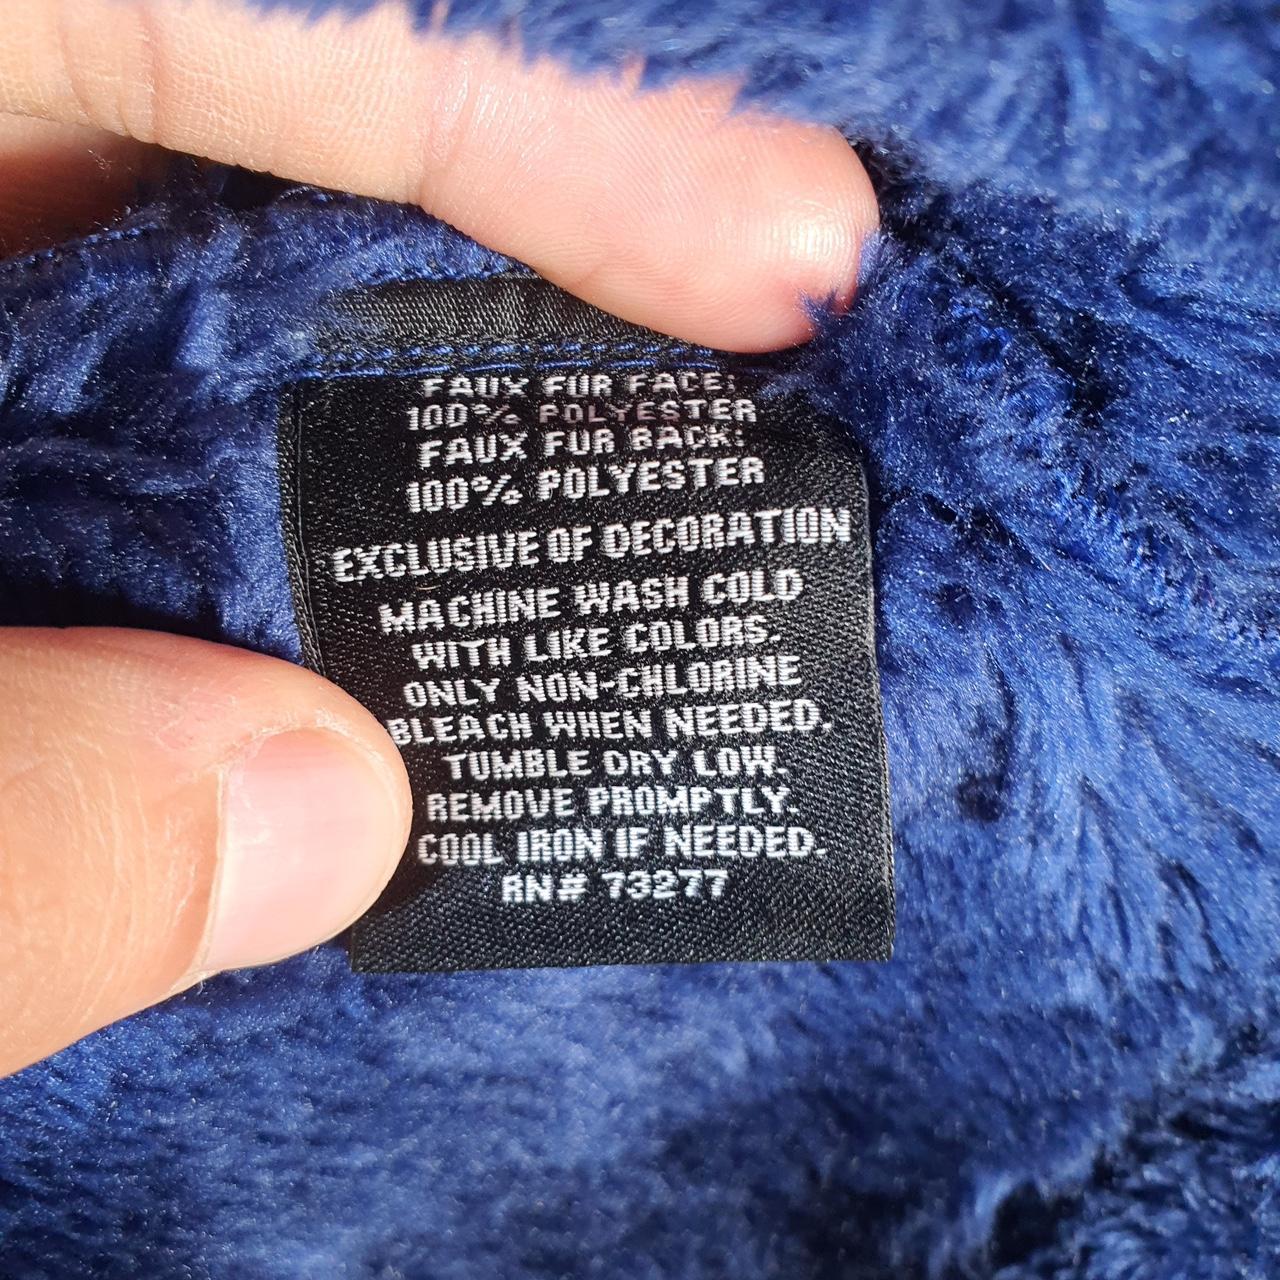 FAUX FUR FACE:
100% POLYESTER
FAUX FUR BACK:
100% POLYESTER
EXCLUSIVE OF DECORATION
MACHINE WASH COLD
WITH LIKE COLORS.
ONLY NON-CHLORINE
BLEACH WHEN NEEDED.
TUMBLE DRY LOW.
REMOVE PROMPTLY.
COOL IRON IF NEEDED.
RN# 73277